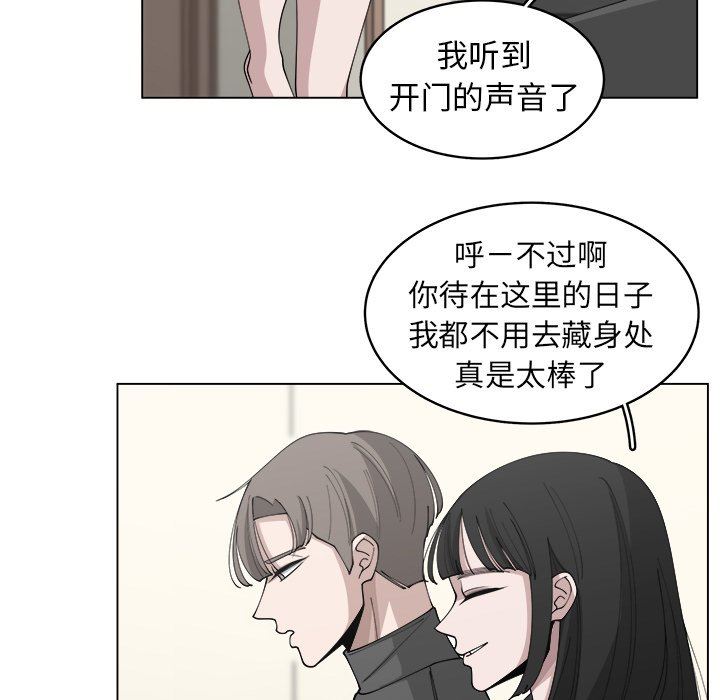 我听到
开门的声音了
呼－不过啊
你待在这里的日子
我都不用去藏身处
真是太棒了